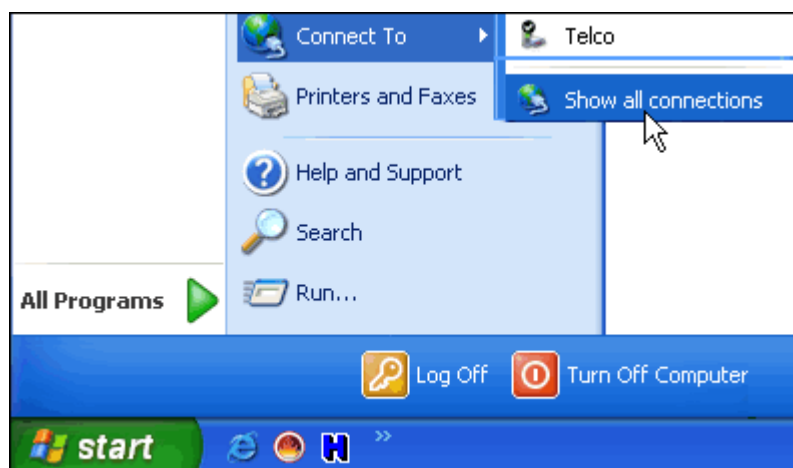 Connect To
Telco
Printers and Faxes
Show all connections
Help and Support
Search
All Programs
Run...
Log Off
Turn Off Computer
start
H
»